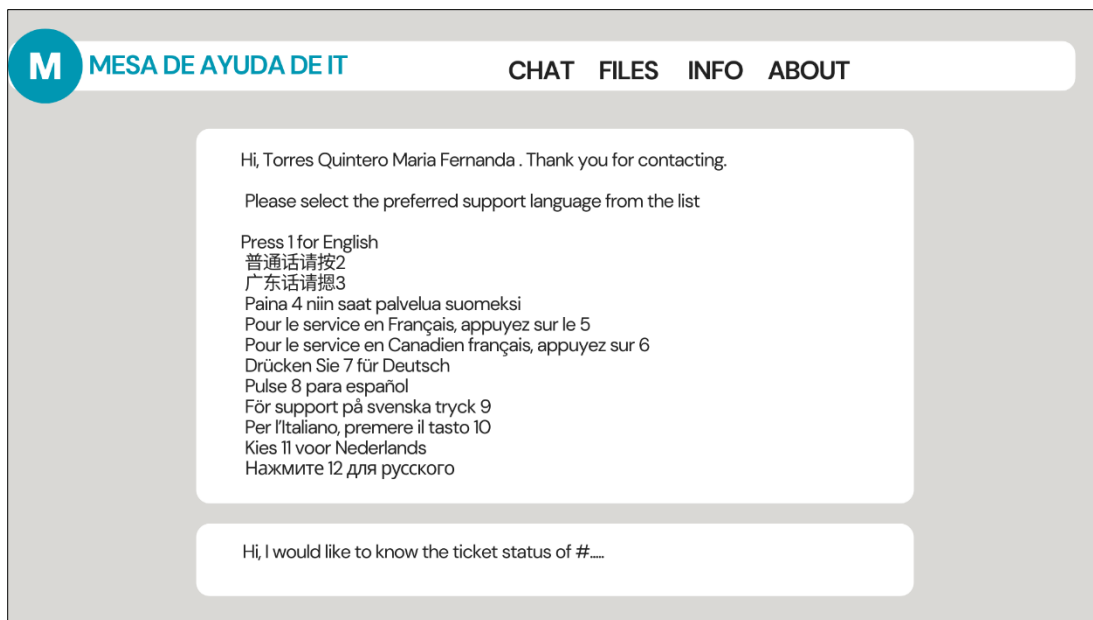 M
MESA DE AYUDA DE IT
CHAT FILES INFO ABOUT
Hi, Torres Quintero Maria Fernanda . Thank you for contacting.
Please select the preferred support language from the list
Press 1 for English
普通话请按2
广东话请摁3
Paina 4 niin saat palvelua suomeksi
Pour le service en Français, appuyez sur le 5
Pour le service en Canadien français, appuyez sur 6
Drücken Sie 7 für Deutsch
Pulse 8 para español
För support på svenska tryck 9
Per l'Italiano, premere il tasto 10
Kies 11 voor Nederlands
Нажмите 12 для русского
Hi, I would like to know the ticket status of #.....